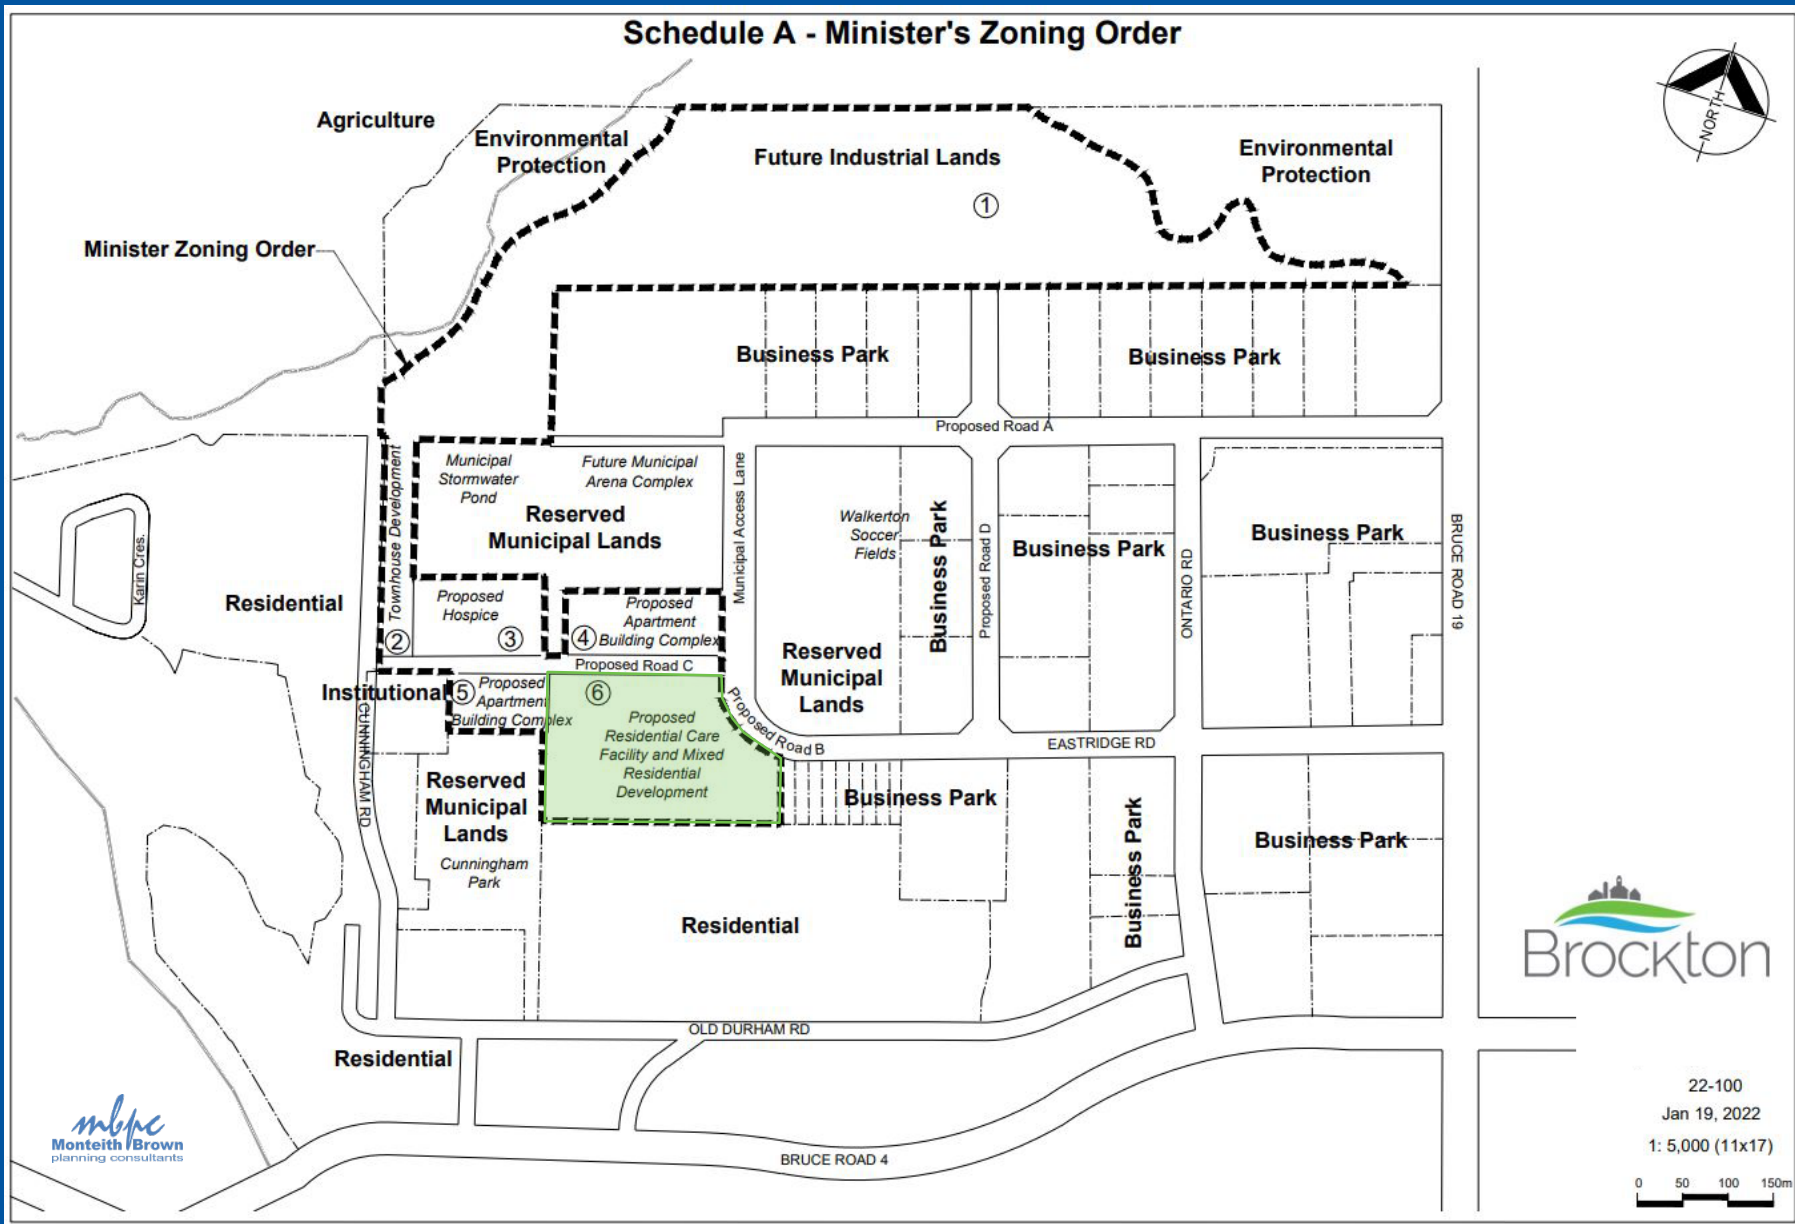 Schedule A - Minister's Zoning Order
NORTH
Agriculture
Environmental
Protection
Future Industrial Lands
1
Environmental
Protection
Minister Zoning Order
Business Park
Business Park
Proposed Road A
Townhouse Development
Municipal
Stormwater
Pond
Future Municipal
Arena Complex
Reserved
Municipal Lands
Municipal Access Lane
Walkerton
Soccer
Fields
Business Park
Proposed Road D
Business Park
ONTARIO RD
Business Park
BRUCE ROAD 19
Karin Cres.
Residential
2
Proposed
Hospice
3
4
Proposed
Apartment
Building Complex
Reserved
Municipal
Lands
Proposed Road C
Institutional
5
Proposed
Apartment
Building Complex
6
Proposed
Residential Care
Facility and Mixed
Residential
Development
Proposed Road B
EASTRIDGE RD
CUNNINGHAM RD
Reserved
Municipal
Lands
Cunningham
Park
Business Park
Business Park
Business Park
Residential
Brockton
OLD DURHAM RD
Residential
BRUCE ROAD 4
mbpc
Monteith Brown
planning consultants
22-100
Jan 19, 2022
1: 5,000 (11x17)
0 50 100 150m